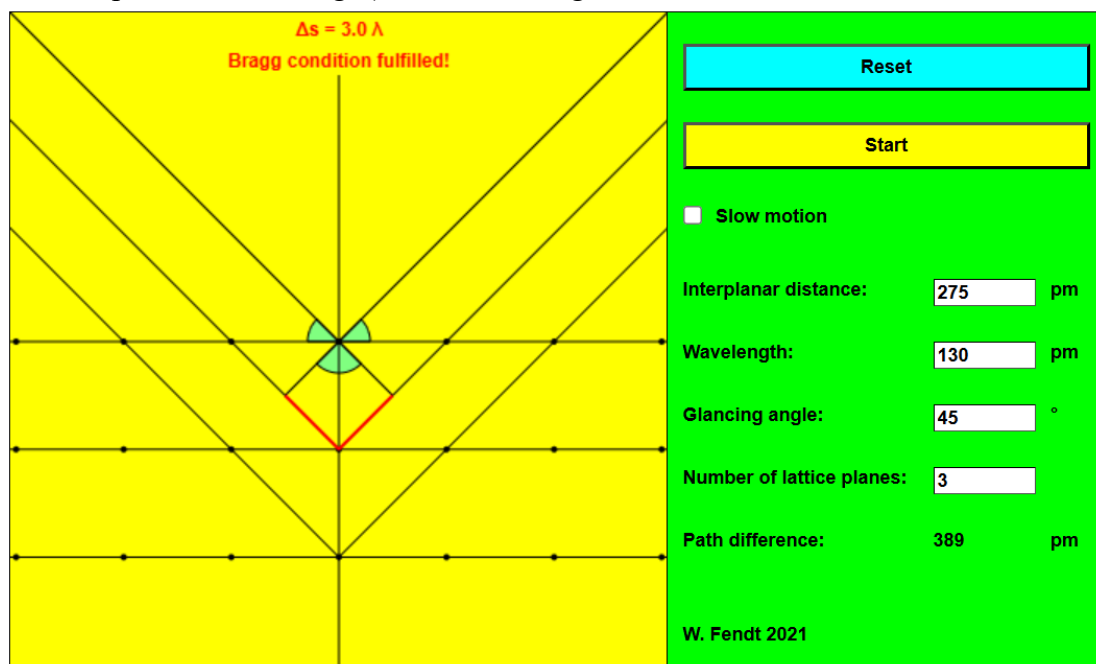 Δs = 3.0 λ
Bragg condition fulfilled!
Reset
Start
Slow motion
Interplanar distance: 275 pm
Wavelength: 130 pm
Glancing angle: 45 °
Number of lattice planes: 3
Path difference: 389 pm
W. Fendt 2021